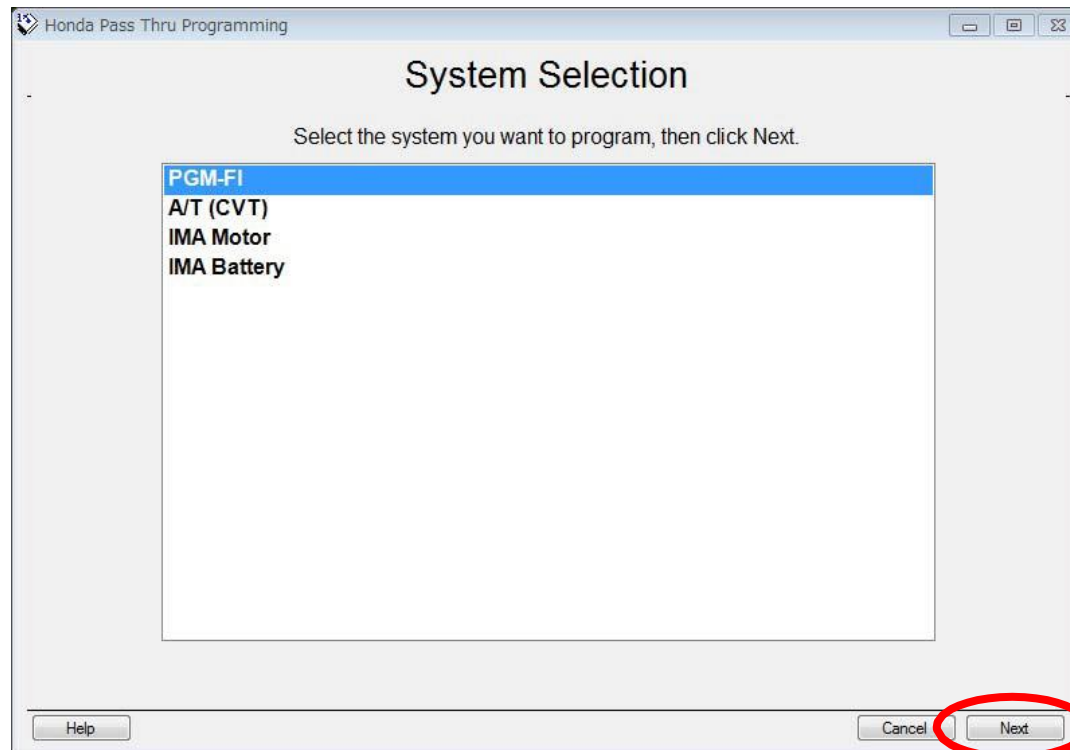 Honda Pass Thru Programming
System Selection
Select the system you want to program, then click Next.
PGM-FI
A/T (CVT)
IMA Motor
IMA Battery
Help
Cancel
Next